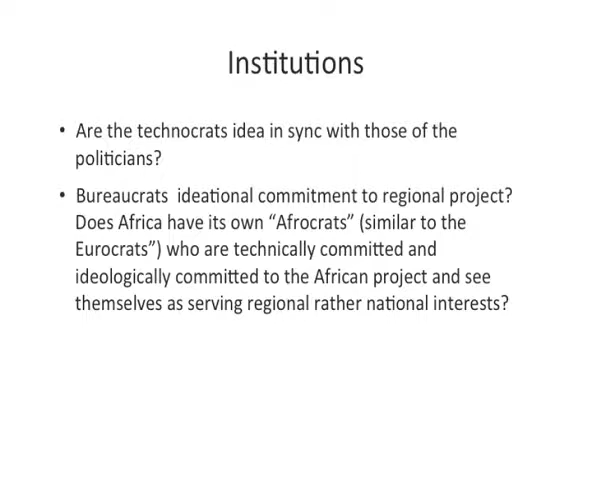 Institutions
• Are the technocrats idea in sync with those of the
politicians?
• Bureaucrats  ideational commitment to regional project?
Does Africa have its own “Afrocrats” (similar to the
Eurocrats”) who are technically committed and
ideologically committed to the African project and see
themselves as serving regional rather national interests?